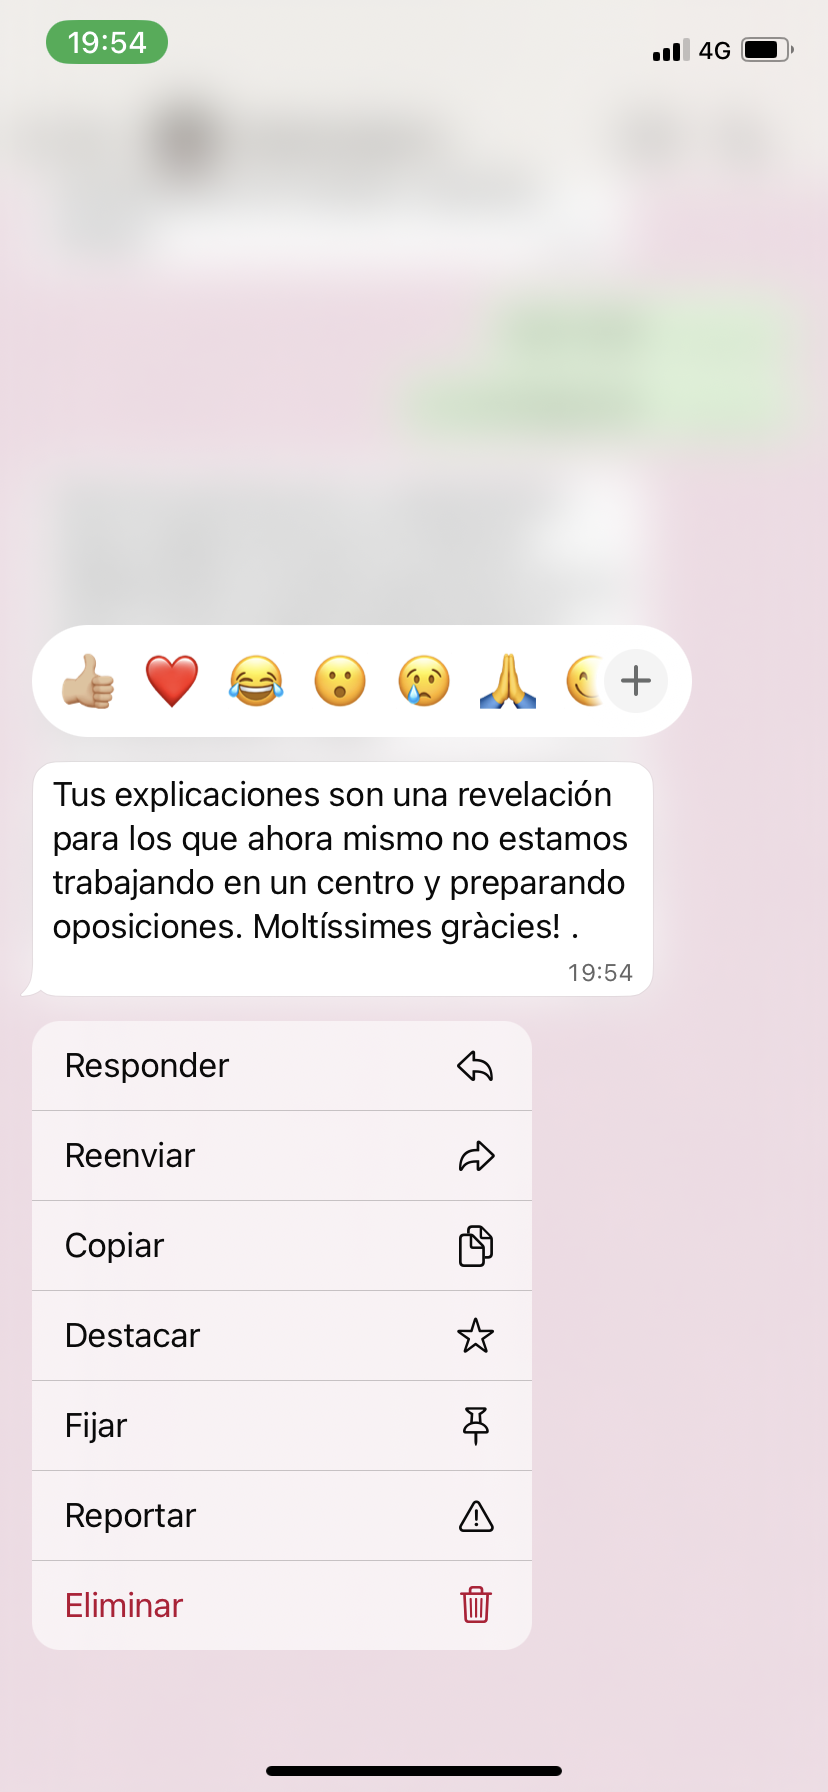 19:54
4G
Tus explicaciones son una revelación
para los que ahora mismo no estamos
trabajando en un centro y preparando
oposiciones. Moltíssimes gràcies! .
19:54
Responder
Reenviar
Copiar
Destacar
Fijar
Reportar
Eliminar